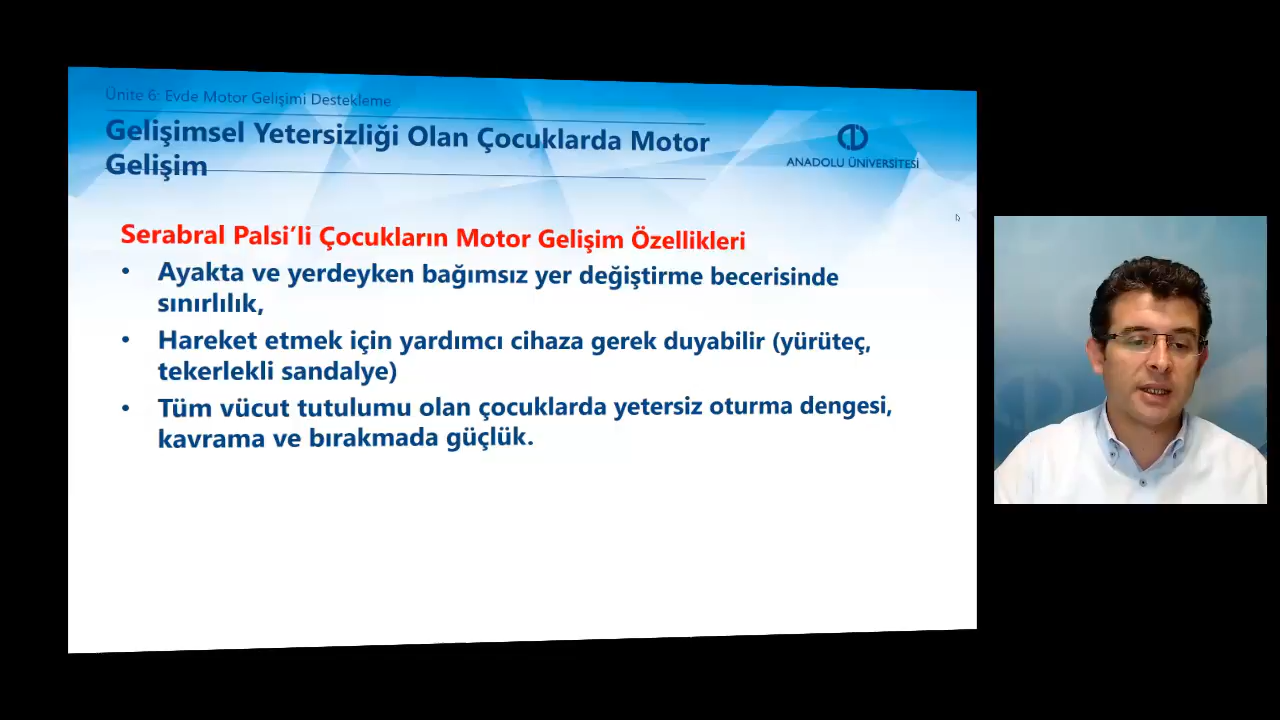 Ünite 6: Evde Motor Gelişimi Destekleme
Gelişimsel Yetersizliği Olan Çocuklarda Motor
Gelişim
ANADOLU ÜNİVERSİTESİ
Serabral Palsi’li Çocukların Motor Gelişim Özellikleri
• Ayakta ve yerdeyken bağımsız yer değiştirme becerisinde
sınırlılık,
• Hareket etmek için yardımcı cihaza gerek duyabilir (yürüteç,
tekerlekli sandalye)
• Tüm vücut tutulumu olan çocuklarda yetersiz oturma dengesi,
kavrama ve bırakmada güçlük.